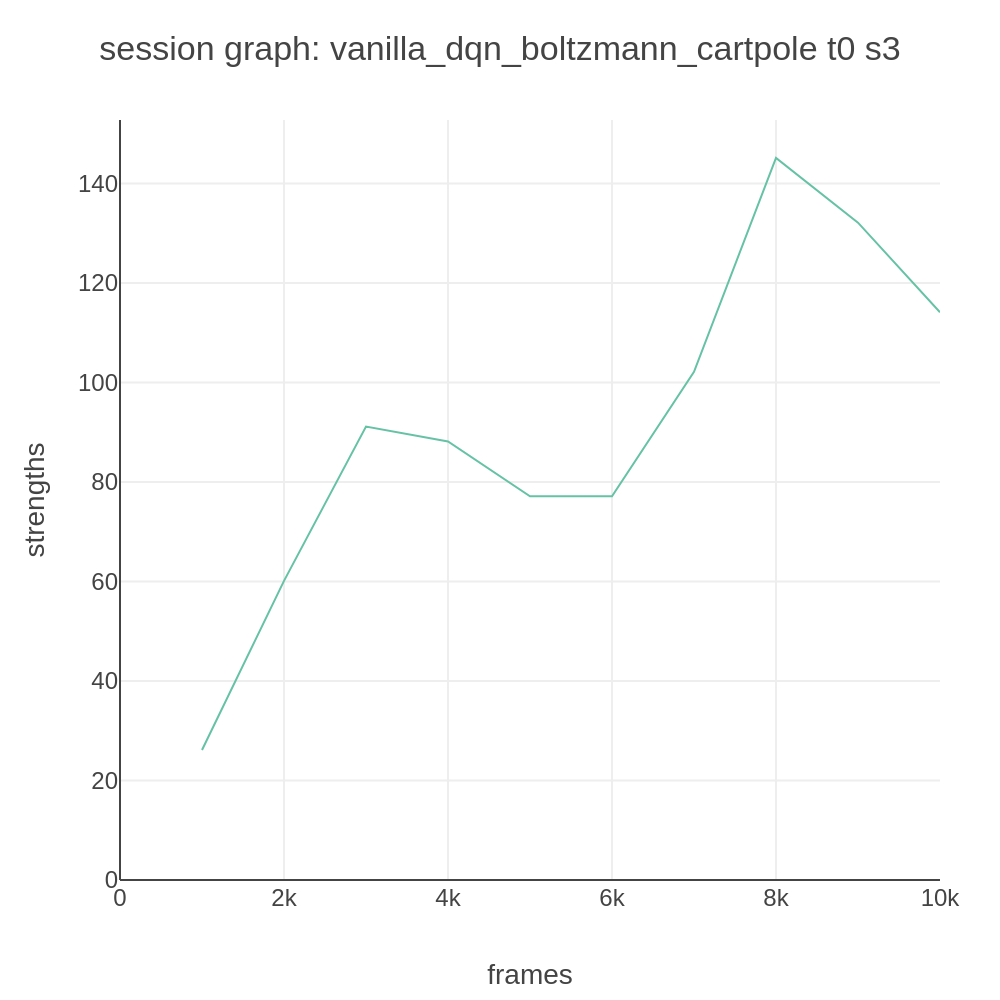 session graph: vanilla_dqn_boltzmann_cartpole t0 s3
140
120
100
80
60
40
20
0
strengths
0 2k 4k 6k 8k 10k
frames